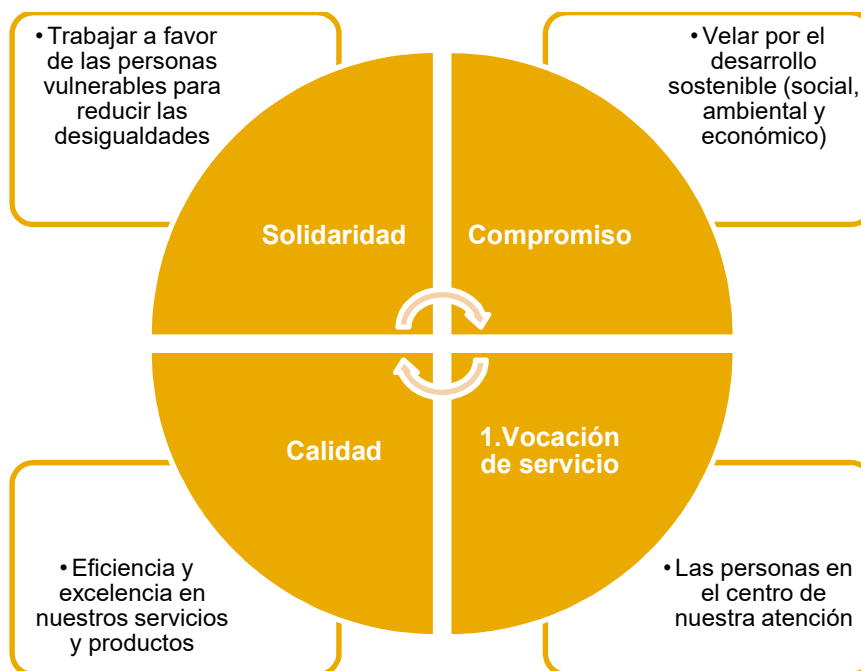 • Trabajar a favor
de las personas
vulnerables para
reducir las
desigualdades
• Velar por el
desarrollo
sostenible (social,
ambiental y
económico)
Solidaridad
Compromiso
Calidad
1.Vocación
de servicio
• Eficiencia y
excelencia en
nuestros servicios
y productos
• Las personas en
el centro de
nuestra atención